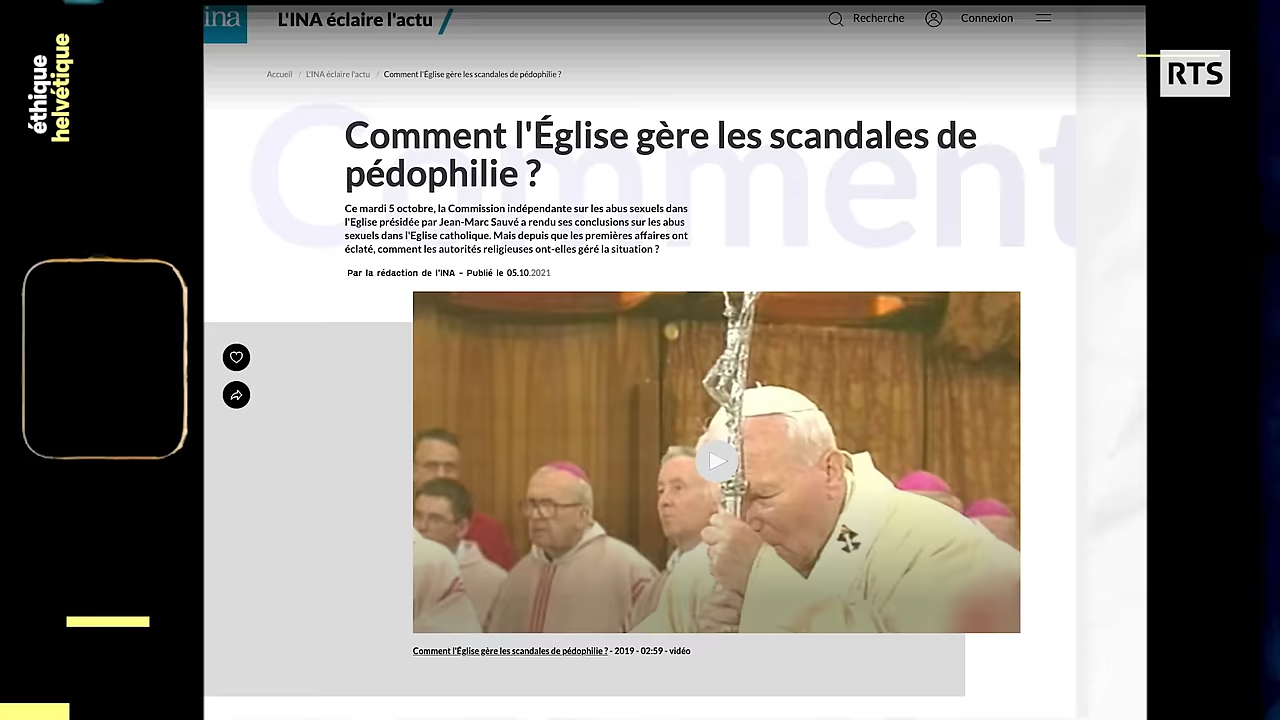 éthique
helvétique
RTS
ina
L'INA éclaire l'actu
Recherche
Connexion
Accueil / L'INA éclaire l'actu / Comment l'Église gère les scandales de pédophilie ?
Comment
Comment l'Église gère les scandales de
pédophilie ?
Ce mardi 5 octobre, la Commission indépendante sur les abus sexuels dans
l'Eglise présidée par Jean-Marc Sauvé a rendu ses conclusions sur les abus
sexuels dans l'Eglise catholique. Mais depuis que les premières affaires ont
éclaté, comment les autorités religieuses ont-elles géré la situation ?
Par la rédaction de l'INA - Publié le 05.10.2021
Comment l'Église gère les scandales de pédophilie ? - 2019 - 02:59 - vidéo